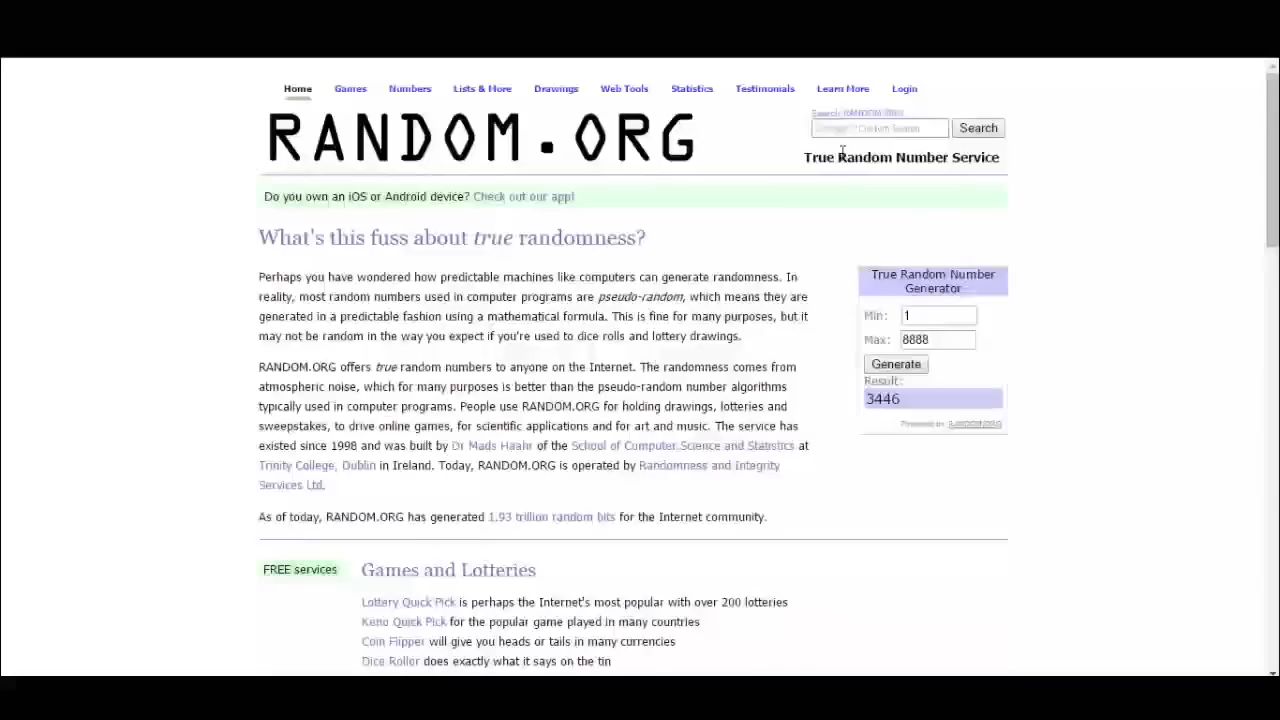 Home Games Numbers Lists & More Drawings Web Tools Statistics Testimonials Learn More Login
RANDOM.ORG
Search RANDOM.ORG
Custom Search
Search
True Random Number Service
Do you own an iOS or Android device? Check out our app!
What's this fuss about true randomness?
Perhaps you have wondered how predictable machines like computers can generate randomness. In
reality, most random numbers used in computer programs are pseudo-random, which means they are
generated in a predictable fashion using a mathematical formula. This is fine for many purposes, but it
may not be random in the way you expect if you're used to dice rolls and lottery drawings.
RANDOM.ORG offers true random numbers to anyone on the Internet. The randomness comes from
atmospheric noise, which for many purposes is better than the pseudo-random number algorithms
typically used in computer programs. People use RANDOM.ORG for holding drawings, lotteries and
sweepstakes, to drive online games, for scientific applications and for art and music. The service has
existed since 1998 and was built by Dr Mads Haahr of the School of Computer Science and Statistics at
Trinity College, Dublin in Ireland. Today, RANDOM.ORG is operated by Randomness and Integrity
Services Ltd.
As of today, RANDOM.ORG has generated 1.93 trillion random bits for the Internet community.
True Random Number
Generator
Min: 1
Max: 8888
Generate
Result:
3446
Powered by RANDOM.ORG
FREE services
Games and Lotteries
Lottery Quick Pick is perhaps the Internet's most popular with over 200 lotteries
Keno Quick Pick for the popular game played in many countries
Coin Flipper will give you heads or tails in many currencies
Dice Roller does exactly what it says on the tin